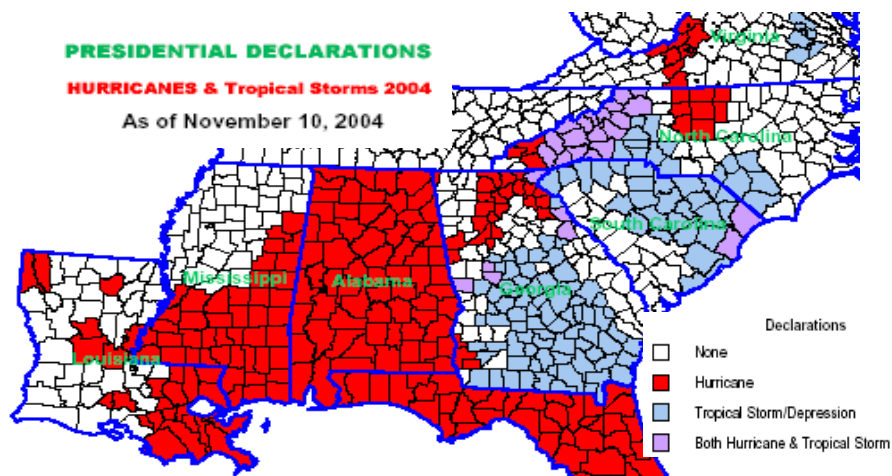 PRESIDENTIAL DECLARATIONS
HURRICANES & Tropical Storms 2004
As of November 10, 2004
Virginia
North Carolina
South Carolina
Mississippi
Alabama
Georgia
Louisiana
Declarations
None
Hurricane
Tropical Storm/Depression
Both Hurricane & Tropical Storm